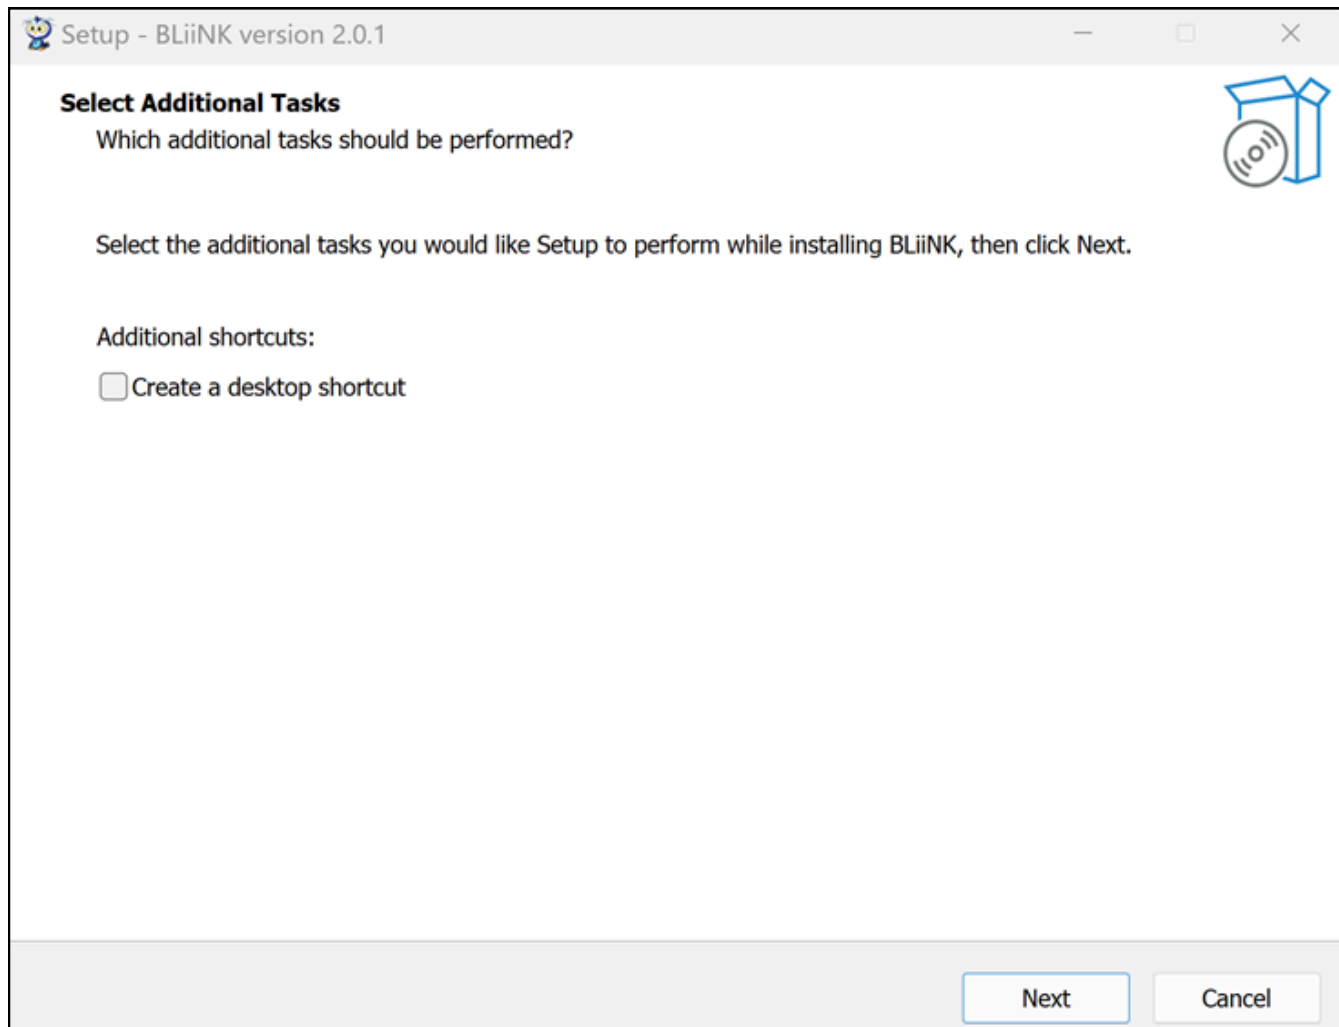 Setup - BLiiNK version 2.0.1
Select Additional Tasks
Which additional tasks should be performed?
Select the additional tasks you would like Setup to perform while installing BLiiNK, then click Next.
Additional shortcuts:
Create a desktop shortcut
Next
Cancel